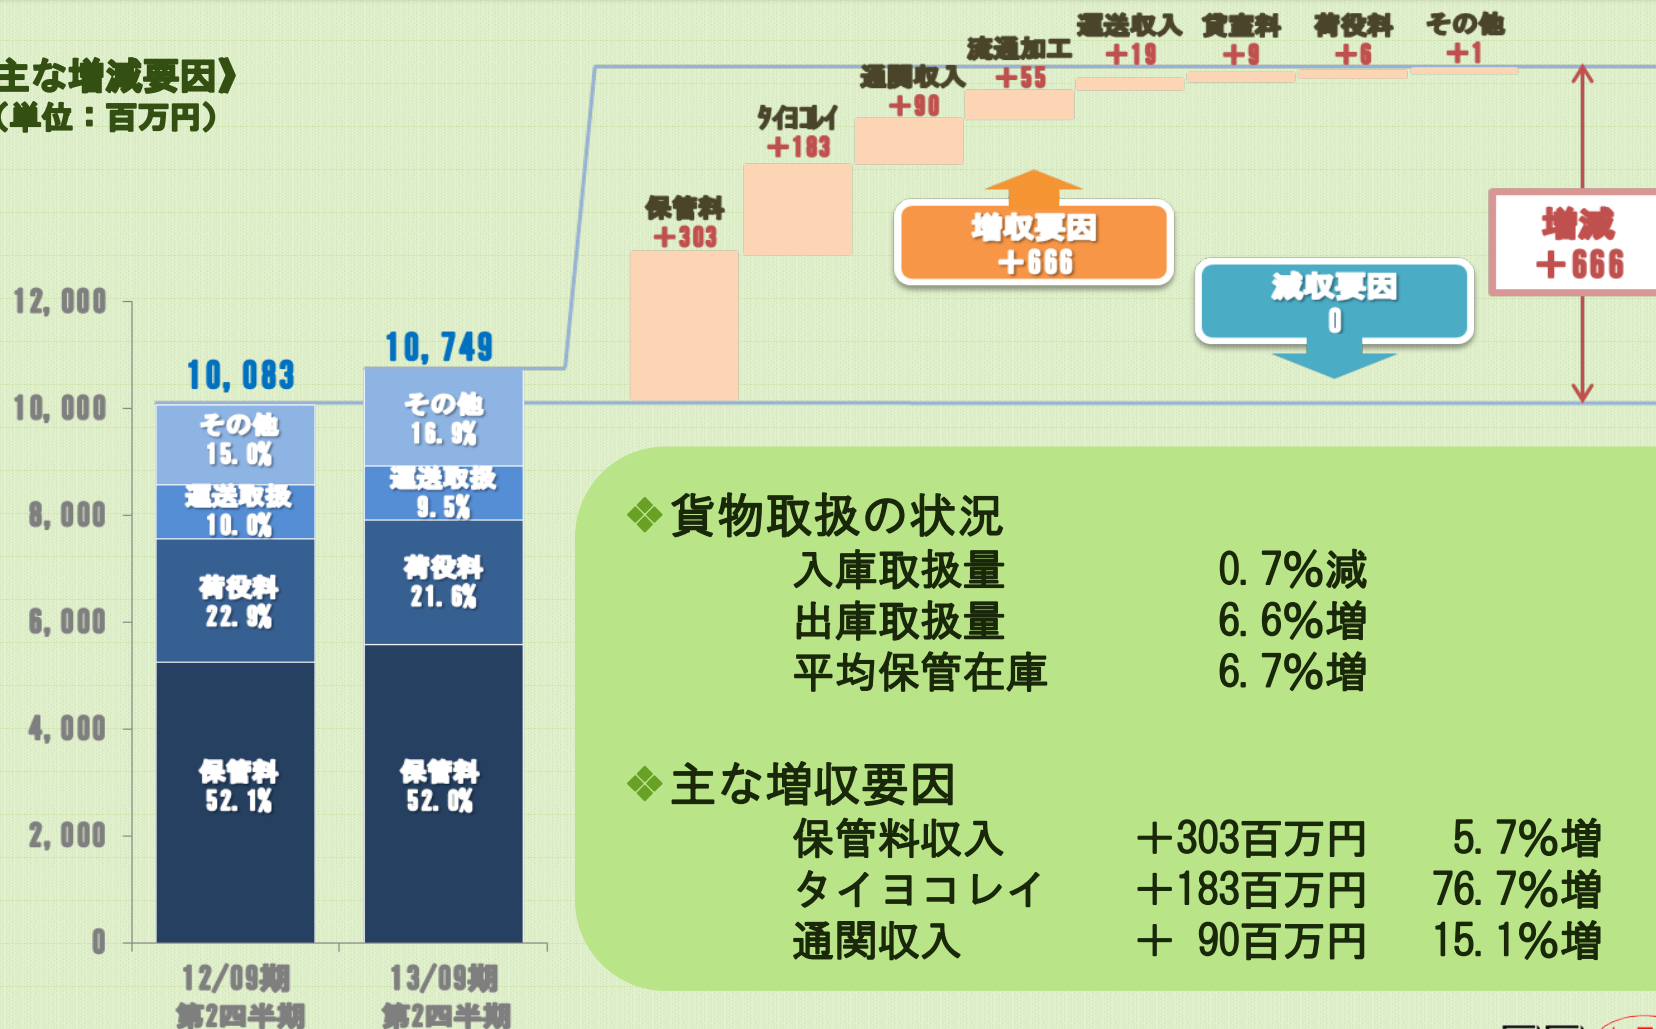 主な増減要因》
(単位：百万円)
運送収入
＋19
賃貸料
＋9
荷役料
＋6
その他
＋1
流通加工
＋55
通関収入
＋90
タイヨコレイ
＋183
保管料
＋303
増収要因
＋666
減収要因
0
増減
＋666
12,000
10,000
8,000
6,000
4,000
2,000
0
10,083
その他
15.0%
運送取扱
10.0%
荷役料
22.9%
保管料
52.1%
12/09期
第2四半期
10,749
その他
16.9%
運送取扱
9.5%
荷役料
21.6%
保管料
52.0%
13/09期
第2四半期
❖貨物取扱の状況
入庫取扱量 0.7%減
出庫取扱量 6.6%増
平均保管在庫 6.7%増
❖主な増収要因
保管料収入 ＋303百万円 5.7%増
タイヨコレイ ＋183百万円 76.7%増
通関収入 ＋ 90百万円 15.1%増